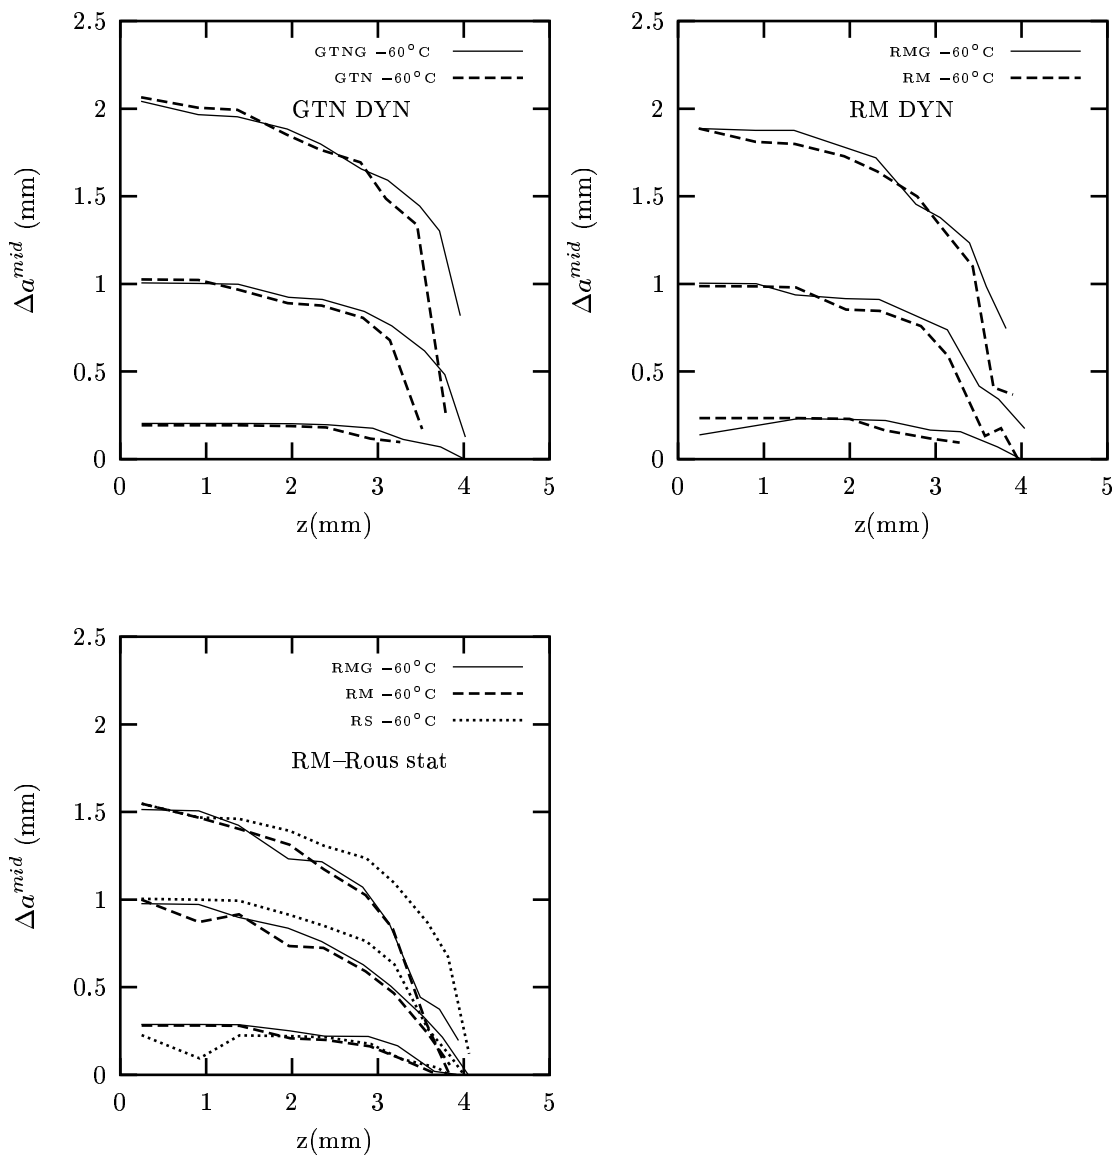 2.5
2
1.5
1
0.5
0
0 1 2 3 4 5
z(mm)
Δa^mid (mm)
GTNG –60°C
GTN –60°C
GTN DYN
2.5
2
1.5
1
0.5
0
0 1 2 3 4 5
z(mm)
Δa^mid (mm)
RMG –60°C
RM –60°C
RM DYN
2.5
2
1.5
1
0.5
0
0 1 2 3 4 5
z(mm)
Δa^mid (mm)
RMG –60°C
RM –60°C
RS –60°C
RM–Rous stat